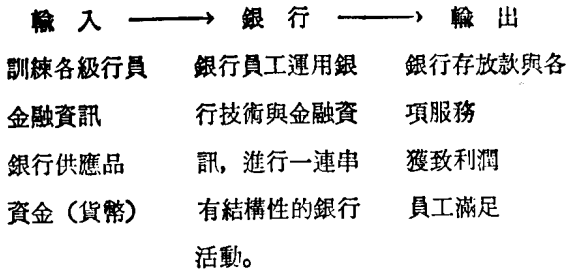 輸入 ——→ 銀行 ——→ 輸出
訓練各級行員 銀行員工運用銀 銀行存放款與各
金融資訊 行技術與金融資 項服務
銀行供應品 訊，進行一連串 獲致利潤
資金（貨幣） 有結構性的銀行 員工滿足
活動。